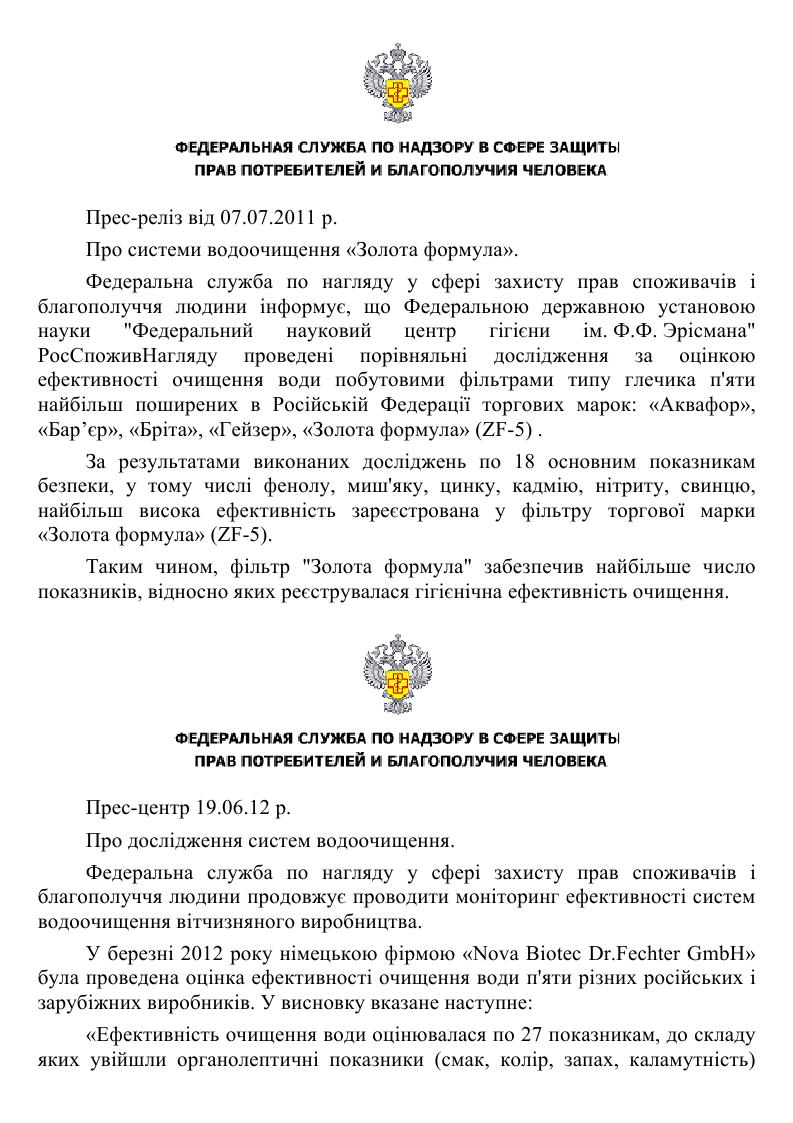 ФЕДЕРАЛЬНАЯ СЛУЖБА ПО НАДЗОРУ В СФЕРЕ ЗАЩИТЫ
ПРАВ ПОТРЕБИТЕЛЕЙ И БЛАГОПОЛУЧИЯ ЧЕЛОВЕКА
Прес-реліз від 07.07.2011 р.
Про системи водоочищення «Золота формула».
Федеральна служба по нагляду у сфері захисту прав споживачів і
благополуччя людини інформує, що Федеральною державною установою
науки "Федеральний науковий центр гігієни ім. Ф.Ф. Эрісмана"
РосСпоживНагляду проведені порівняльні дослідження за оцінкою
ефективності очищення води побутовими фільтрами типу глечика п'яти
найбільш поширених в Російській Федерації торгових марок: «Аквафор»,
«Бар’єр», «Бріта», «Гейзер», «Золота формула» (ZF-5) .
За результатами виконаних досліджень по 18 основним показникам
безпеки, у тому числі фенолу, миш'яку, цинку, кадмію, нітриту, свинцю,
найбільш висока ефективність зареєстрована у фільтру торгової марки
«Золота формула» (ZF-5).
Таким чином, фільтр "Золота формула" забезпечив найбільше число
показників, відносно яких реєструвалася гігієнічна ефективність очищення.
ФЕДЕРАЛЬНАЯ СЛУЖБА ПО НАДЗОРУ В СФЕРЕ ЗАЩИТЫ
ПРАВ ПОТРЕБИТЕЛЕЙ И БЛАГОПОЛУЧИЯ ЧЕЛОВЕКА
Прес-центр 19.06.12 р.
Про дослідження систем водоочищення.
Федеральна служба по нагляду у сфері захисту прав споживачів і
благополуччя людини продовжує проводити моніторинг ефективності систем
водоочищення вітчизняного виробництва.
У березні 2012 року німецькою фірмою «Nova Biotec Dr.Fechter GmbH»
була проведена оцінка ефективності очищення води п'яти різних російських і
зарубіжних виробників. У висновку вказане наступне:
«Ефективність очищення води оцінювалася по 27 показникам, до складу
яких увійшли органолептичні показники (смак, колір, запах, каламутність)